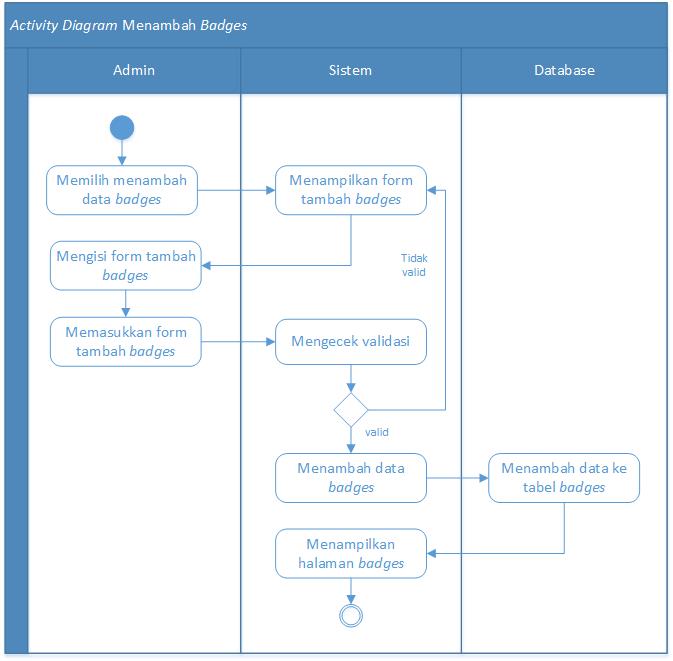 Activity Diagram Menambah Badges
Admin
Sistem
Database
Memilih menambah
data badges
Menampilkan form
tambah badges
Mengisi form tambah
badges
Tidak
valid
Memasukkan form
tambah badges
Mengecek validasi
valid
Menambah data
badges
Menambah data ke
tabel badges
Menampilkan
halaman badges